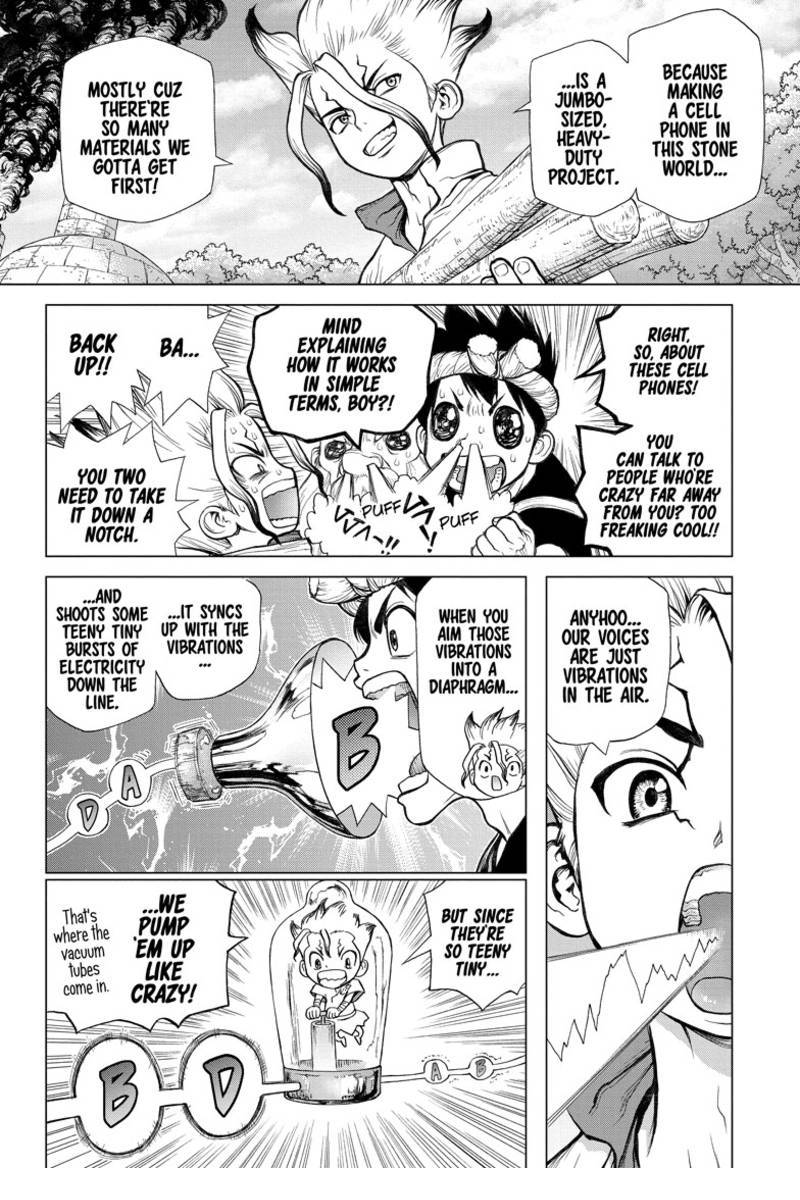 BECAUSE
MAKING
A CELL
PHONE IN
THIS STONE
WORLD...
...IS A
JUMBO-
SIZED,
HEAVY-
DUTY
PROJECT.
MOSTLY CUZ
THERE'RE
SO MANY
MATERIALS WE
GOTTA GET
FIRST!
RIGHT,
SO, ABOUT
THESE CELL
PHONES!
YOU
CAN TALK TO
PEOPLE WHO'RE
CRAZY FAR AWAY
FROM YOU? TOO
FREAKING COOL!!
MIND
EXPLAINING
HOW IT WORKS
IN SIMPLE
TERMS, BOY?!
PUFF
PUFF
BA...
BACK
UP!!
YOU TWO
NEED TO TAKE
IT DOWN A
NOTCH.
ANYHOO...
...OUR VOICES
ARE JUST
VIBRATIONS
IN THE AIR.
WHEN YOU
AIM THOSE
VIBRATIONS
INTO A
DIAPHRAGM...
...IT SYNCS
UP WITH THE
VIBRATIONS
...
...AND
SHOOTS SOME
TEENY TINY
BURSTS OF
ELECTRICITY
DOWN THE
LINE.
B
A
D
BUT SINCE
THEY'RE
SO TEENY
TINY...
...WE
PUMP
'EM UP
LIKE
CRAZY!
That's
where the
vacuum
tubes
come in.
B
D
A
B